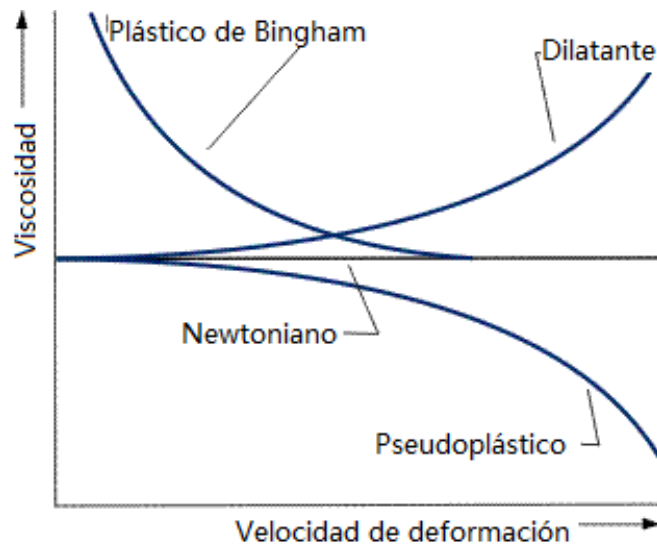 Plástico de Bingham
Dilatante
Viscosidad
Newtoniano
Pseudoplástico
Velocidad de deformación